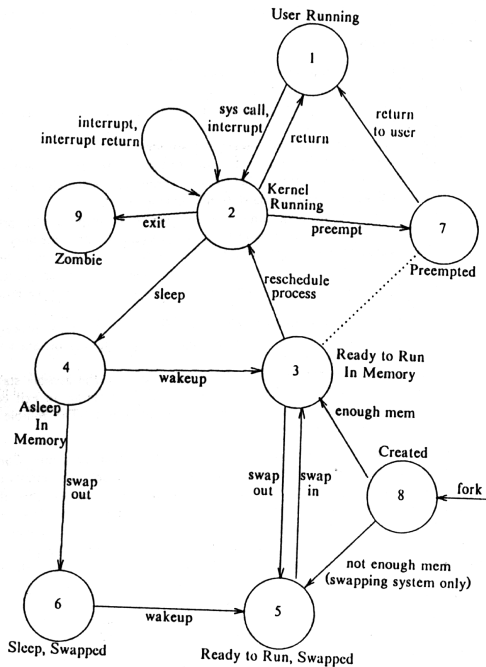 User Running
1
sys call,
interrupt
return
return
to user
interrupt,
interrupt return
Kernel
Running
2
9
exit
Zombie
preempt
7
Preempted
sleep
reschedule
process
4
wakeup
3
Ready to Run
In Memory
Asleep
In
Memory
enough mem
Created
swap
out
swap
out
swap
in
8
fork
not enough mem
(swapping system only)
6
wakeup
5
Sleep, Swapped
Ready to Run, Swapped